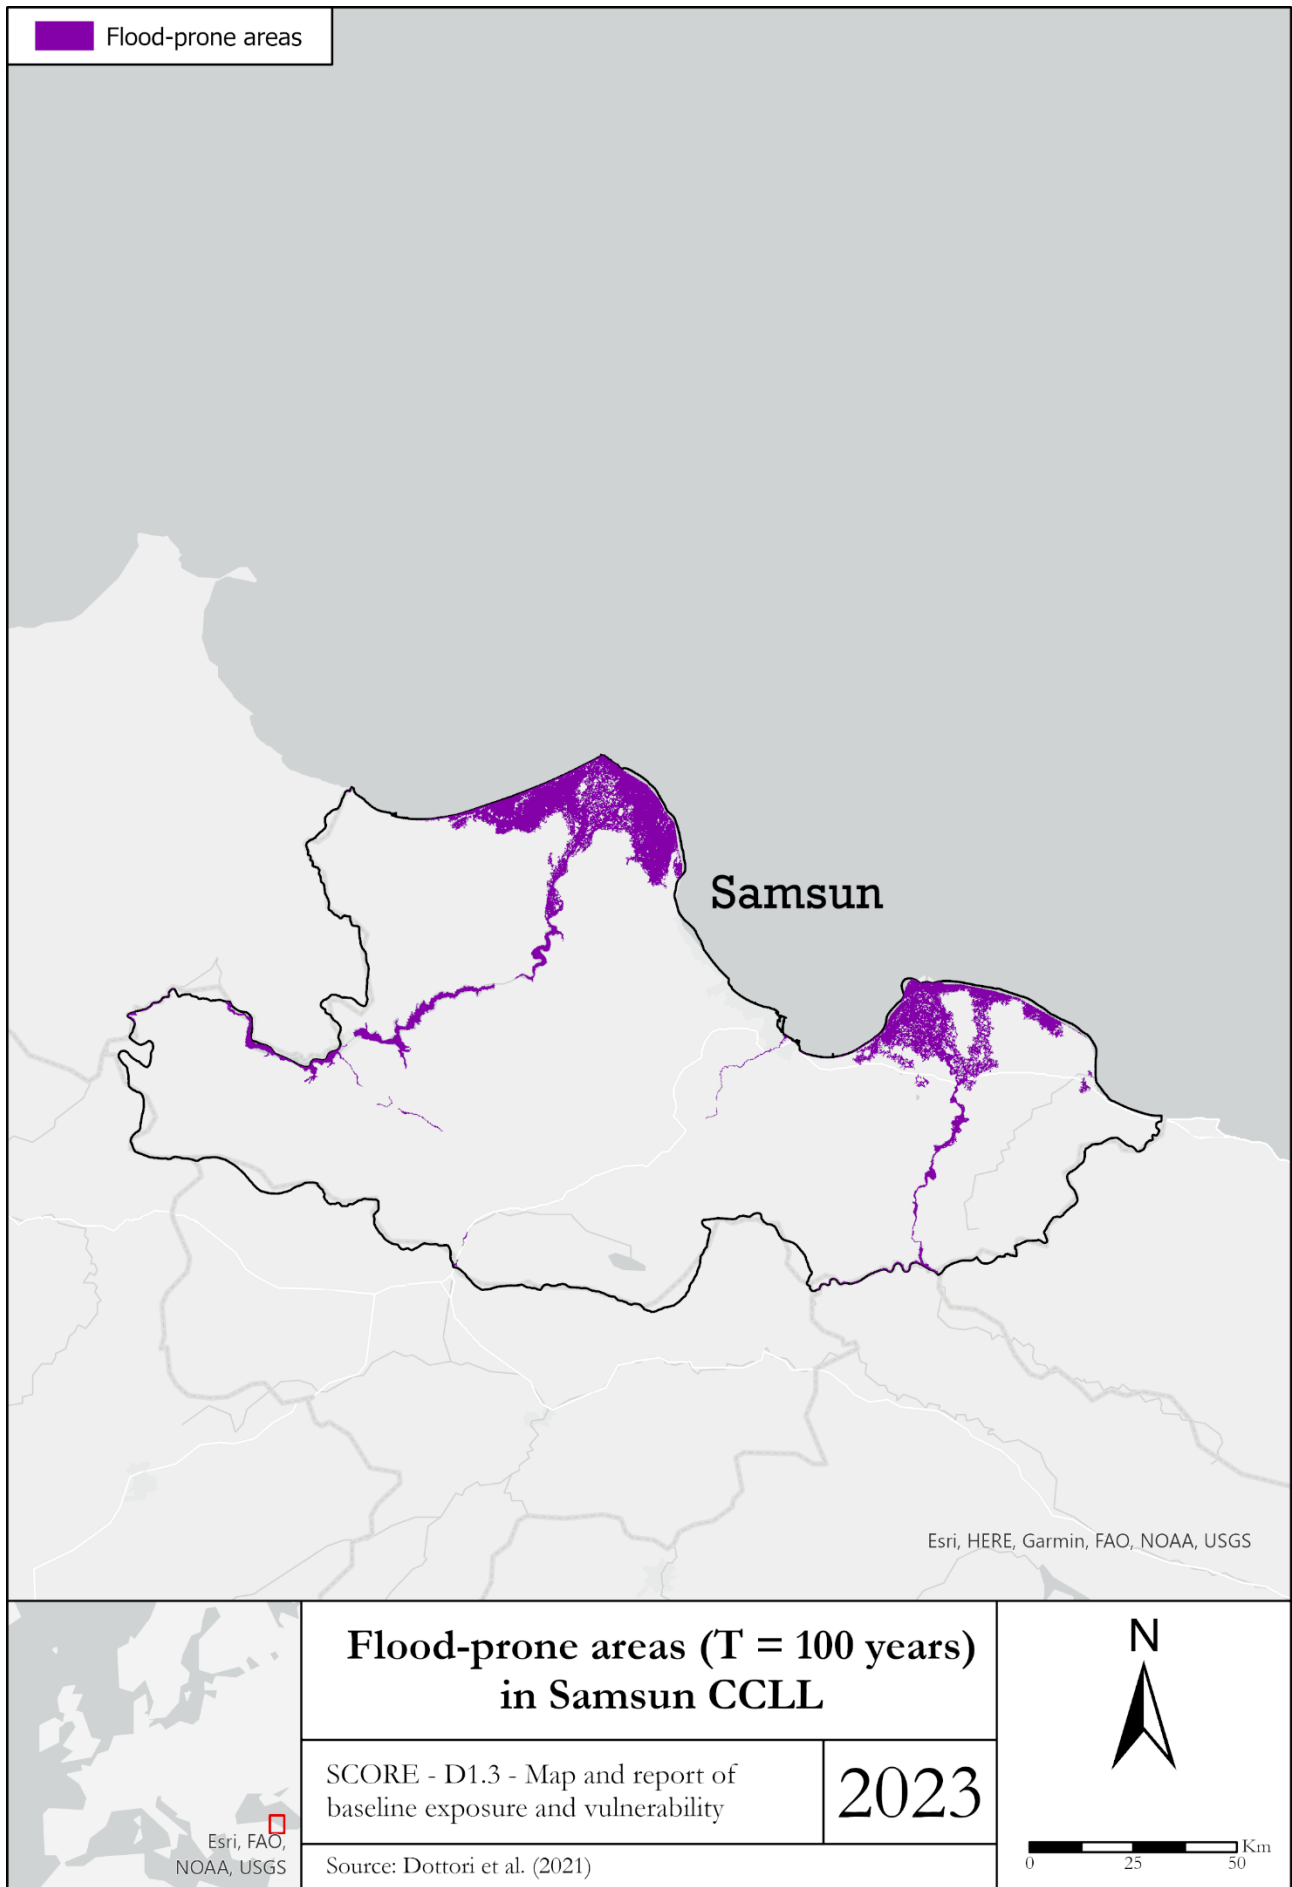 Flood-prone areas
Samsun
Esri, HERE, Garmin, FAO, NOAA, USGS
Esri, FAO,
NOAA, USGS
Flood-prone areas (T = 100 years)
in Samsun CCLL
SCORE - D1.3 - Map and report of
baseline exposure and vulnerability
2023
Source: Dottori et al. (2021)
N
Km
0 25 50